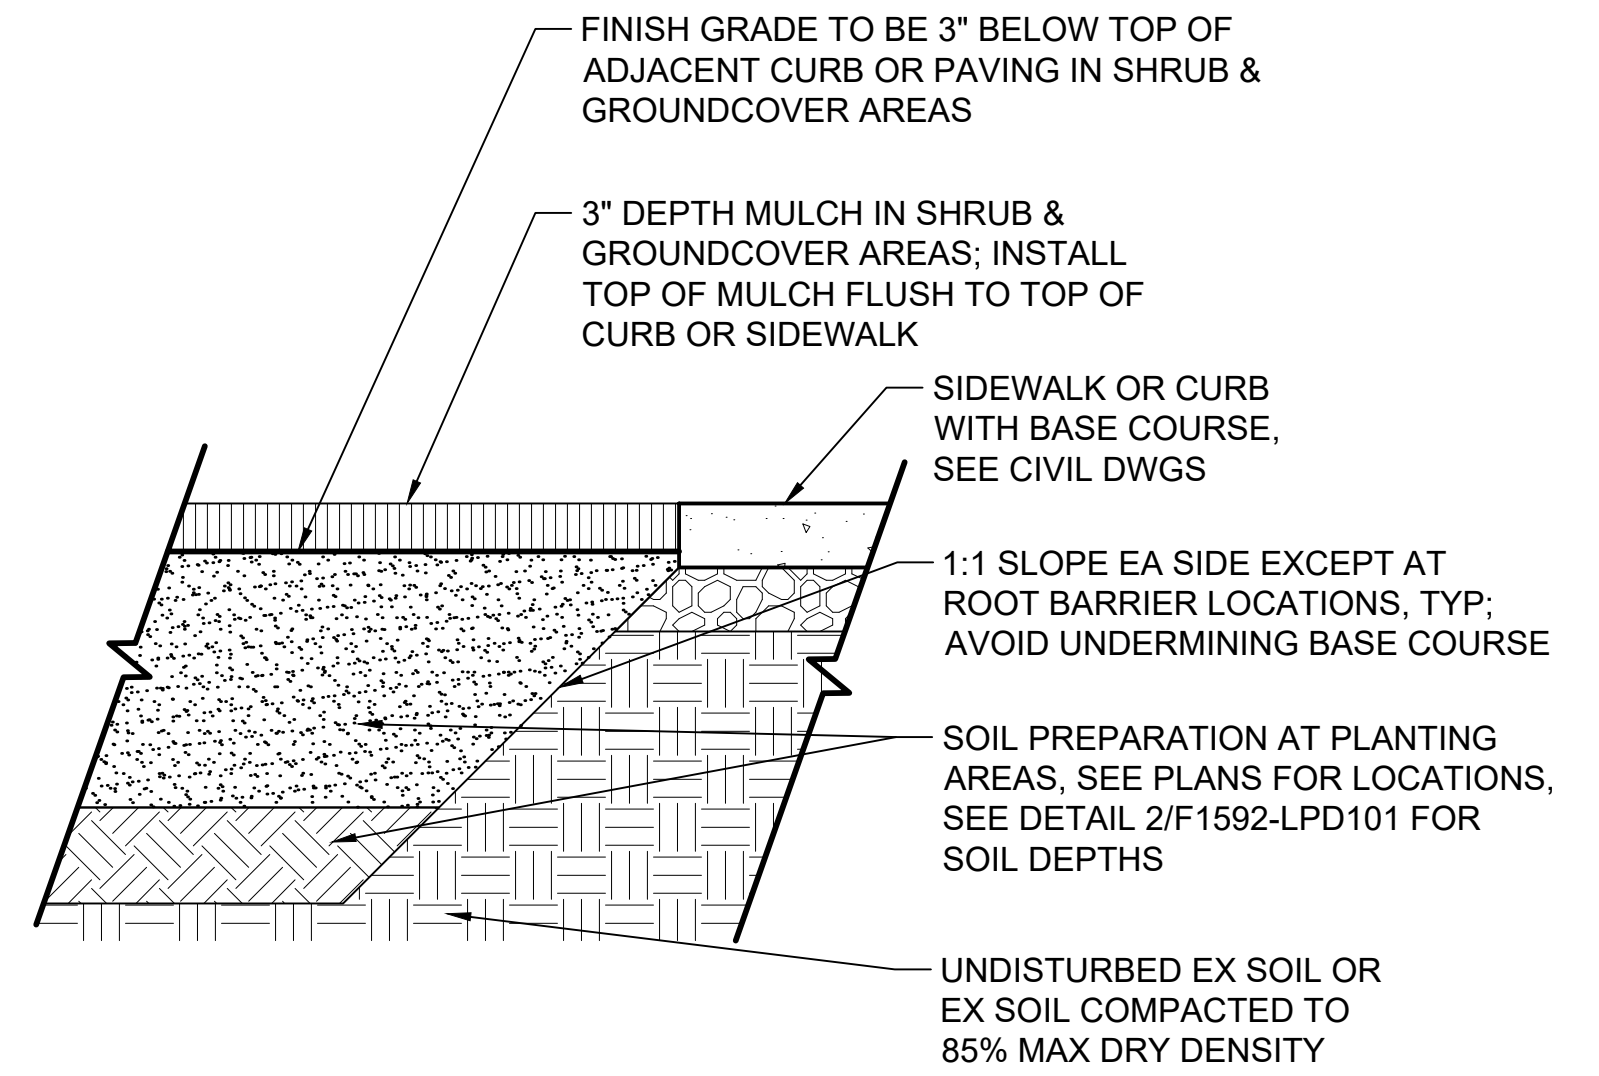 FINISH GRADE TO BE 3" BELOW TOP OF
ADJACENT CURB OR PAVING IN SHRUB &
GROUNDCOVER AREAS
3" DEPTH MULCH IN SHRUB &
GROUNDCOVER AREAS; INSTALL
TOP OF MULCH FLUSH TO TOP OF
CURB OR SIDEWALK
SIDEWALK OR CURB
WITH BASE COURSE,
SEE CIVIL DWGS
1:1 SLOPE EA SIDE EXCEPT AT
ROOT BARRIER LOCATIONS, TYP;
AVOID UNDERMINING BASE COURSE
SOIL PREPARATION AT PLANTING
AREAS, SEE PLANS FOR LOCATIONS,
SEE DETAIL 2/F1592-LPD101 FOR
SOIL DEPTHS
UNDISTURBED EX SOIL OR
EX SOIL COMPACTED TO
85% MAX DRY DENSITY